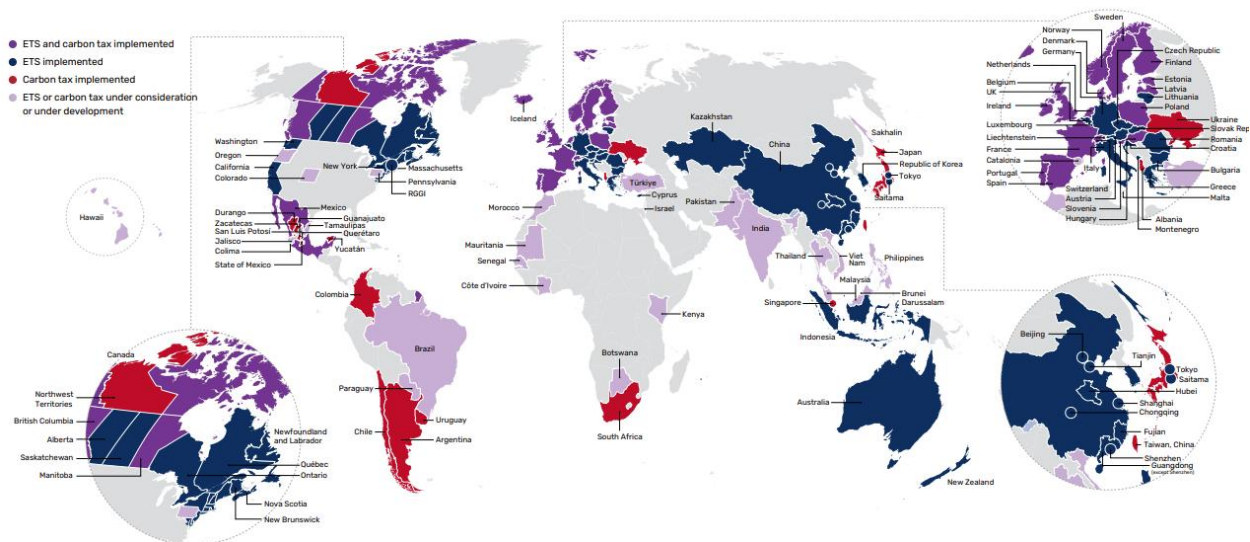 ETS and carbon tax implemented
ETS implemented
Carbon tax implemented
ETS or carbon tax under consideration
or under development
Hawaii
Washington
Oregon
California
Colorado
New York
Massachusetts
Pennsylvania
RGGI
Durango
Zacatecas
San Luis Potosí
Jalisco
Colima
State of Mexico
Mexico
Guanajuato
Tamaulipas
Querétaro
Yucatán
Colombia
Brazil
Paraguay
Chile
Uruguay
Argentina
Iceland
Morocco
Mauritania
Senegal
Côte d'Ivoire
Türkiye
Cyprus
Israel
Kenya
Botswana
South Africa
Kazakhstan
China
Pakistan
India
Thailand
Viet
Nam
Malaysia
Singapore
Philippines
Brunei
Darussalam
Indonesia
Australia
New Zealand
Sakhalin
Japan
Republic of Korea
Tokyo
Saitama
Canada
Northwest
Territories
British Columbia
Alberta
Saskatchewan
Manitoba
Newfoundland
and Labrador
Québec
Ontario
Nova Scotia
New Brunswick
Sweden
Norway
Denmark
Germany
Netherlands
Belgium
UK
Ireland
Luxembourg
Liechtenstein
France
Catalonia
Portugal
Spain
Italy
Switzerland
Austria
Slovenia
Hungary
Czech Republic
Finland
Estonia
Latvia
Lithuania
Poland
Ukraine
Slovak Rep
Romania
Croatia
Bulgaria
Greece
Malta
Albania
Montenegro
Beijing
Tianjin
Tokyo
Saitama
Hubei
Shanghai
Chongqing
Fujian
Taiwan, China
Shenzhen
Guangdong
(except Shenzhen)